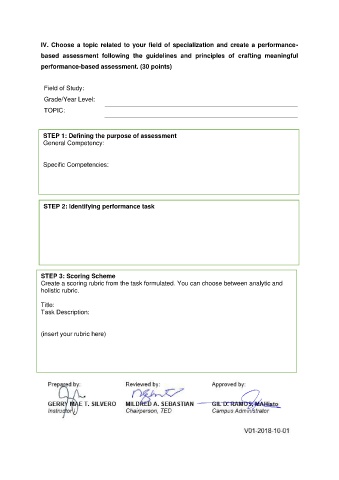 IV. Choose a topic related to your field of specialization and create a performance-
based assessment following the guidelines and principles of crafting meaningful
performance-based assessment. (30 points)
Field of Study:
Grade/Year Level:
TOPIC:
STEP 1: Defining the purpose of assessment
General Competency:
Specific Competencies:
STEP 2: Identifying performance task
STEP 3: Scoring Scheme
Create a scoring rubric from the task formulated. You can choose between analytic and
holistic rubric.
Title:
Task Description:
(insert your rubric here)
Prepared by: Reviewed by: Approved by:
GERRY MAE T. SILVERO MILDRED A. SEBASTIAN GIL D. RAMOS, MAHisto
Instructor Chairperson, TED Campus Administrator
V01-2018-10-01